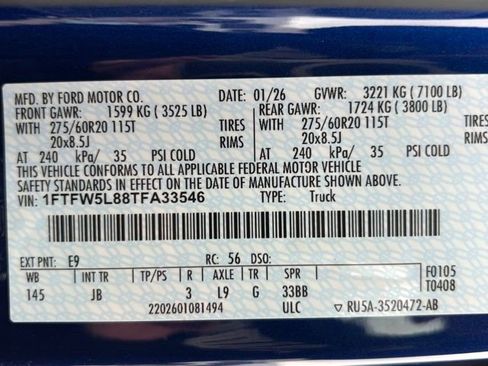 MFD. BY FORD MOTOR CO. DATE: 01/26 GVWR: 3221 KG ( 7100 LB)
FRONT GAWR: 1599 KG ( 3525 LB) REAR GAWR: 1724 KG ( 3800 LB)
WITH 275/60R20 115T TIRES WITH 275/60R20 115T TIRES
20x8.5J RIMS 20x8.5J RIMS
AT 240 kPa/ 35 PSI COLD AT 240 kPa/ 35 PSI COLD
THIS VEHICLE CONFORMS TO ALL APPLICABLE FEDERAL MOTOR VEHICLE
SAFETY STANDARDS IN EFFECT ON THE DATE OF MANUFACTURE SHOWN ABOVE.
VIN: 1FTFW5L88TFA33546 TYPE: Truck
EXT PNT: E9 RC: 56 DSO: F0105
WB INT TR TP/PS R AXLE TR SPR T0408
145 JB 3 L9 G 33BB
2202601081494 ULC RU5A-3520472-AB